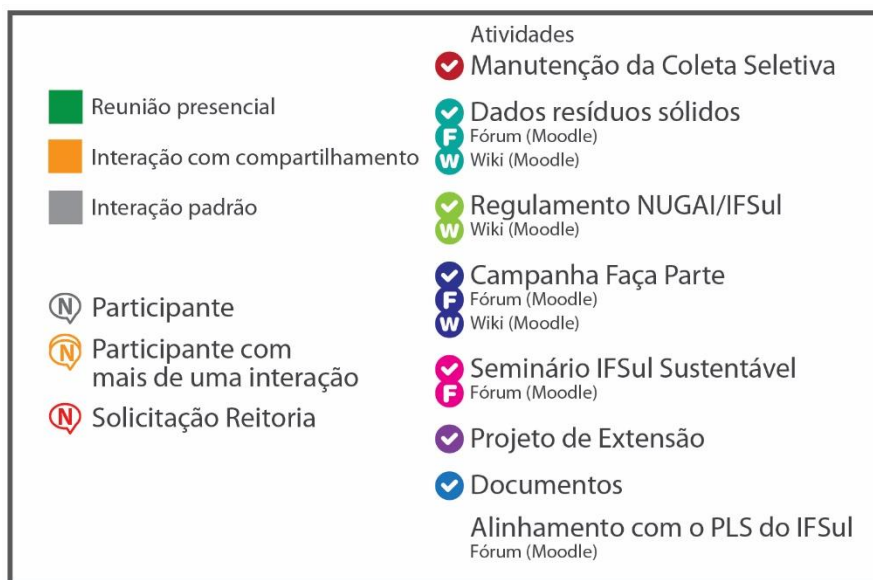 Reunião presencial
Interação com compartilhamento
Interação padrão
N Participante
N Participante com
mais de uma interação
N Solicitação Reitoria
Atividades
Manutenção da Coleta Seletiva
Dados resíduos sólidos
F Fórum (Moodle)
W Wiki (Moodle)
Regulamento NUGAI/IFSul
W Wiki (Moodle)
Campanha Faça Parte
F Fórum (Moodle)
W Wiki (Moodle)
Seminário IFSul Sustentável
F Fórum (Moodle)
Projeto de Extensão
Documentos
Alinhamento com o PLS do IFSul
Fórum (Moodle)